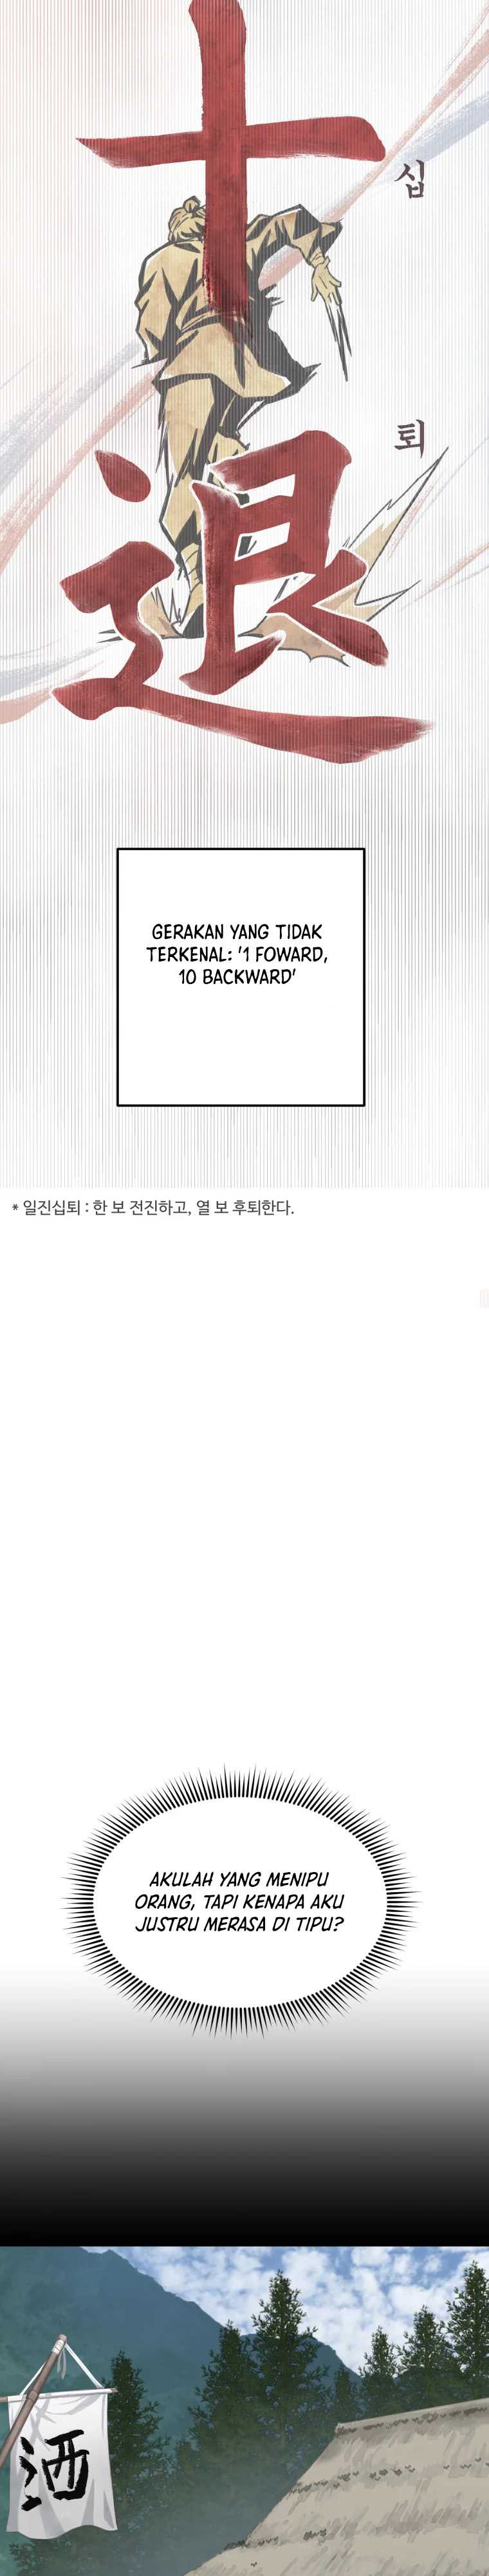 十
십
退
퇴
GERAKAN YANG TIDAK
TERKENAL: '1 FOWARD,
10 BACKWARD'
* 일진십퇴 : 한 보 전진하고, 열 보 후퇴한다.
AKULAH YANG MENIPU
ORANG, TAPI KENAPA AKU
JUSTRU MERASA DI TIPU?
酒